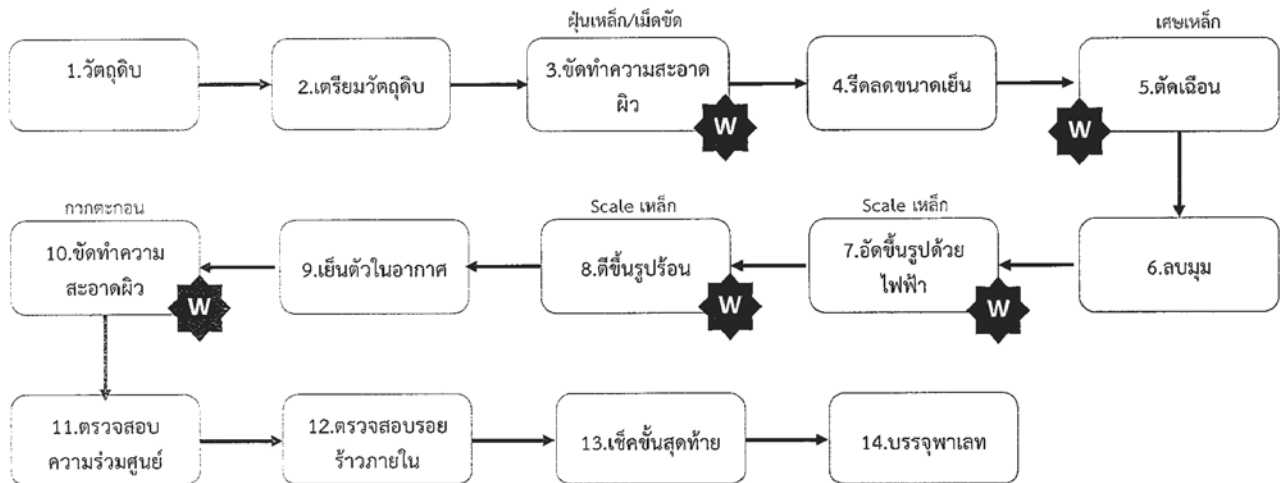 ฝุ่นเหล็ก/เม็ดขัด
เศษเหล็ก
1.วัตถุดิบ
2.เตรียมวัตถุดิบ
3.ขัดทำความสะอาด
ผิว
W
4.รีดลดขนาดเย็น
5.ตัดเฉือน
W
กากตะกอน
Scale เหล็ก
Scale เหล็ก
10.ขัดทำความ
สะอาดผิว
W
9.เย็นตัวในอากาศ
8.ตีขึ้นรูปร้อน
W
7.อัดขึ้นรูปด้วย
ไฟฟ้า
W
6.ลบมุม
11.ตรวจสอบ
ความร่วมศูนย์
12.ตรวจสอบรอย
ร้าวภายใน
13.เช็คขั้นสุดท้าย
14.บรรจุพาเลท